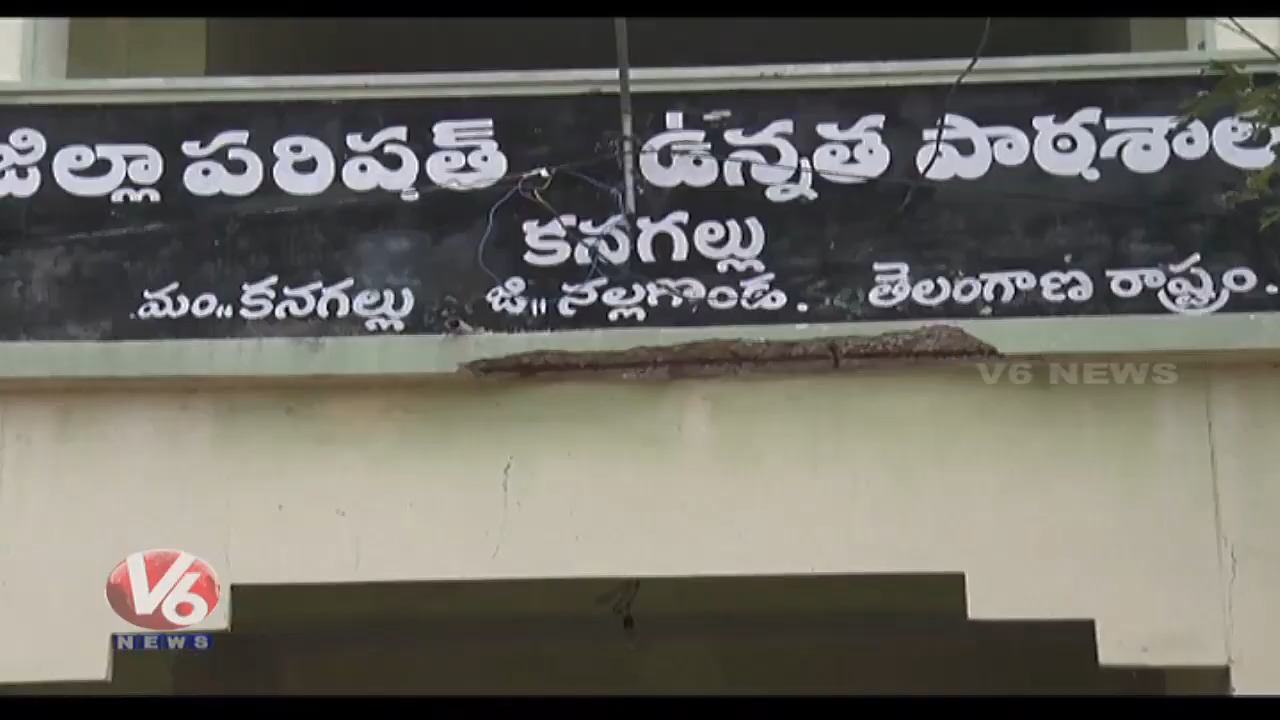 జిల్లా పరిషత్ ఉన్నత పాఠశాల
కనగల్లు
మం,, కనగల్లు జి,, నల్లగొండ. తెలంగాణ రాష్ట్రం.
V6 NEWS
V6
NEWS